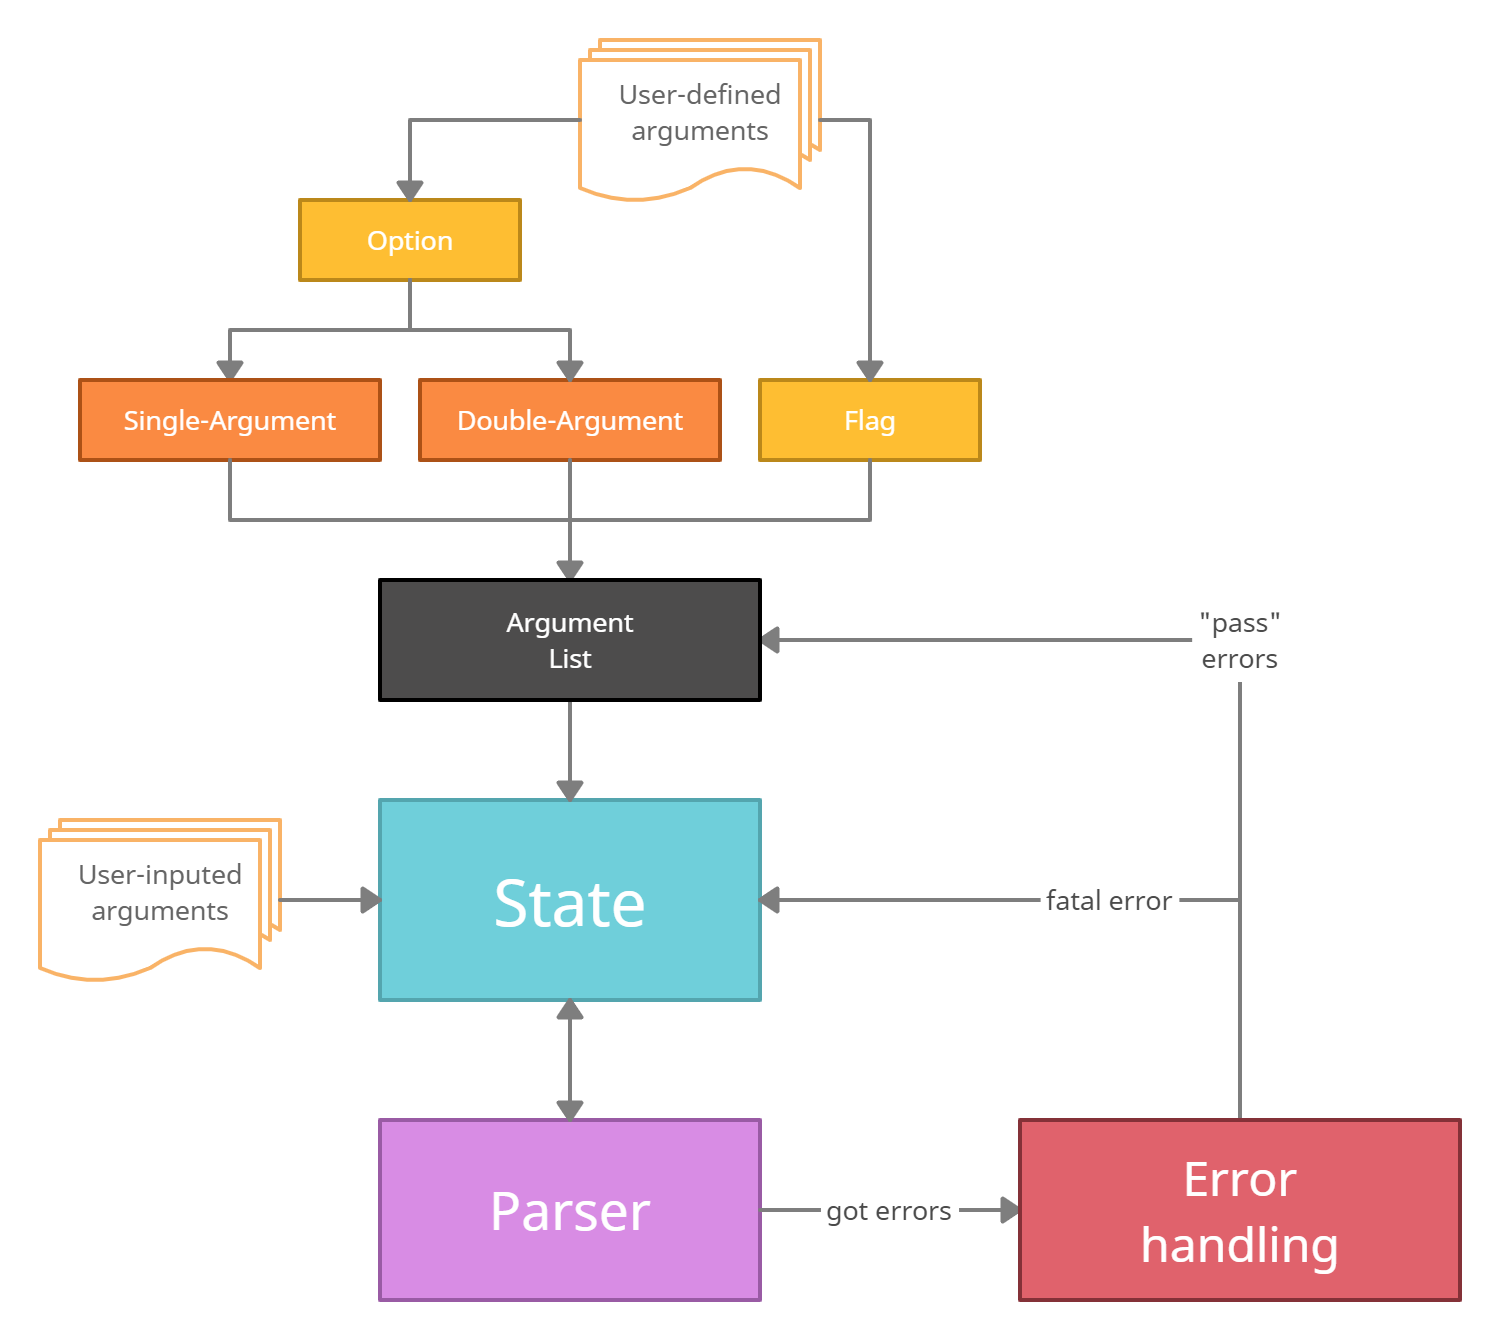 User-defined
arguments
Option
Single-Argument
Double-Argument
Flag
Argument
List
"pass"
errors
User-inputed
arguments
State
fatal error
Parser
got errors
Error
handling